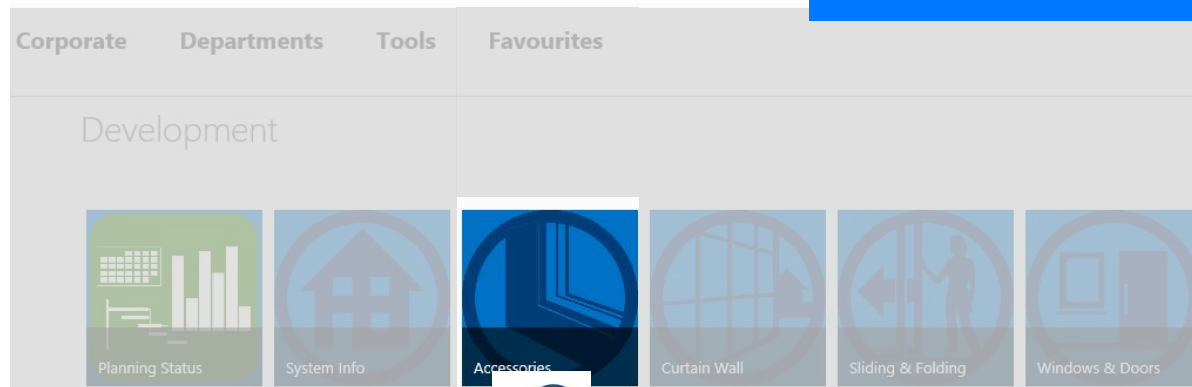 Corporate Departments Tools Favourites
Development
Planning Status System Info Accessories Curtain Wall Sliding & Folding Windows & Doors